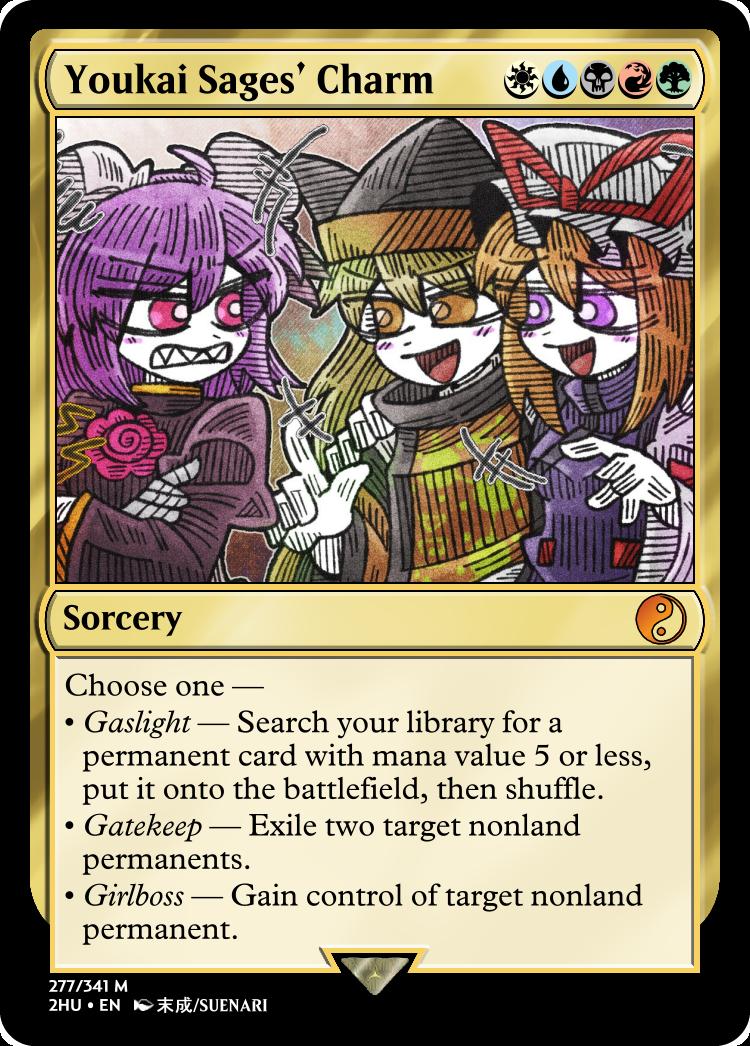 Youkai Sages’ Charm
Sorcery
Choose one —
• Gaslight — Search your library for a
permanent card with mana value 5 or less,
put it onto the battlefield, then shuffle.
• Gatekeep — Exile two target nonland
permanents.
• Girlboss — Gain control of target nonland
permanent.
277/341 M
2HU • EN 末成/SUENARI